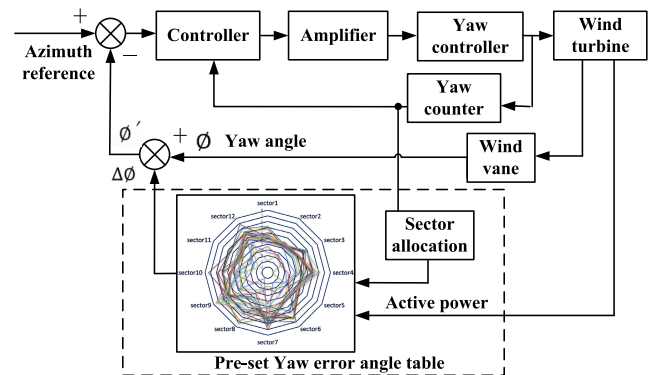 +
Azimuth
reference
−
Controller
Amplifier
Yaw
controller
Wind
turbine
Yaw
counter
Ø´
+ Ø Yaw angle
ΔØ
Wind
vane
sector1
sector2
sector3
sector4
sector5
sector6
sector7
sector8
sector9
sector10
sector11
sector12
Sector
allocation
Active power
Pre-set Yaw error angle table